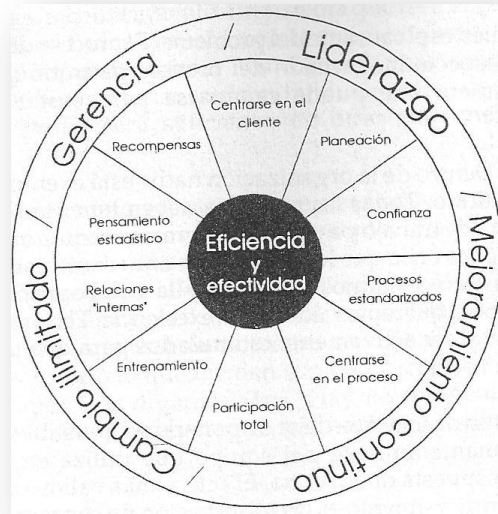 Gerencia
Liderazgo
/ Mejoramiento continuo
Cambio ilimitado
Centrarse en el
cliente
Planeación
Confianza
Procesos
estandarizados
Centrarse
en el proceso
Participación
total
Entrenamiento
Relaciones
"internas"
Pensamiento
estadístico
Recompensas
Eficiencia
y
efectividad